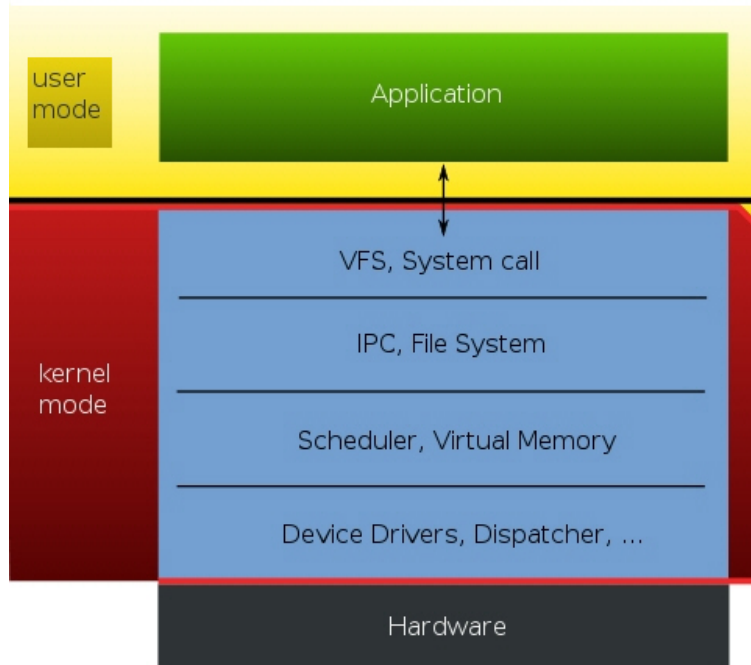 user
mode
Application
VFS, System call
IPC, File System
kernel
mode
Scheduler, Virtual Memory
Device Drivers, Dispatcher, ...
Hardware